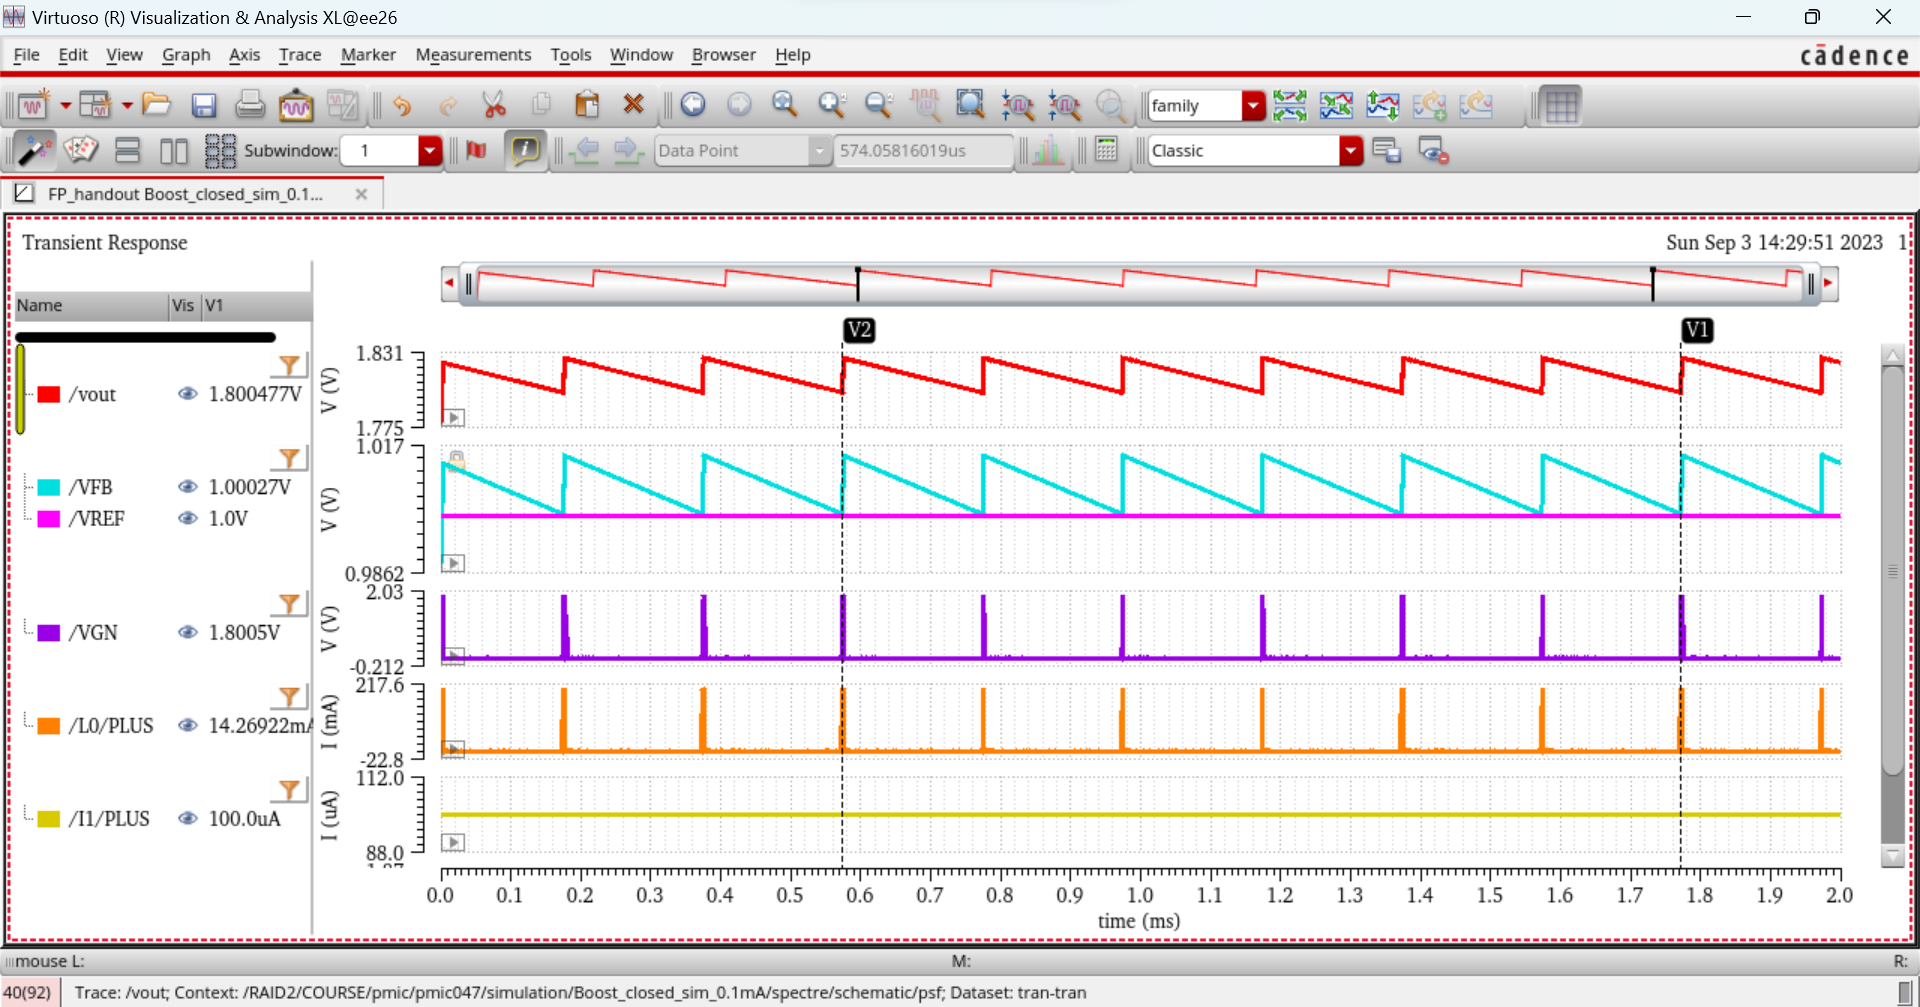 Virtuoso (R) Visualization & Analysis XL@ee26
File Edit View Graph Axis Trace Marker Measurements Tools Window Browser Help
cādence
family
Subwindow: 1
Data Point
574.05816019us
Classic
FP_handout Boost_closed_sim_0.1...
Transient Response
Sun Sep 3 14:29:51 2023 1
Name Vis V1
V2
V1
/vout 1.800477V
/VFB 1.00027V
/VREF 1.0V
/VGN 1.8005V
/L0/PLUS 14.26922mA
/I1/PLUS 100.0uA
V (V)
1.831
1.775
V (V)
1.017
0.9862
V (V)
2.03
-0.212
I (mA)
217.6
-22.8
I (uA)
112.0
88.0
0.0 0.1 0.2 0.3 0.4 0.5 0.6 0.7 0.8 0.9 1.0 1.1 1.2 1.3 1.4 1.5 1.6 1.7 1.8 1.9 2.0
time (ms)
mouse L: M: R:
40(92) Trace: /vout; Context: /RAID2/COURSE/pmic/pmic047/simulation/Boost_closed_sim_0.1mA/spectre/schematic/psf; Dataset: tran-tran